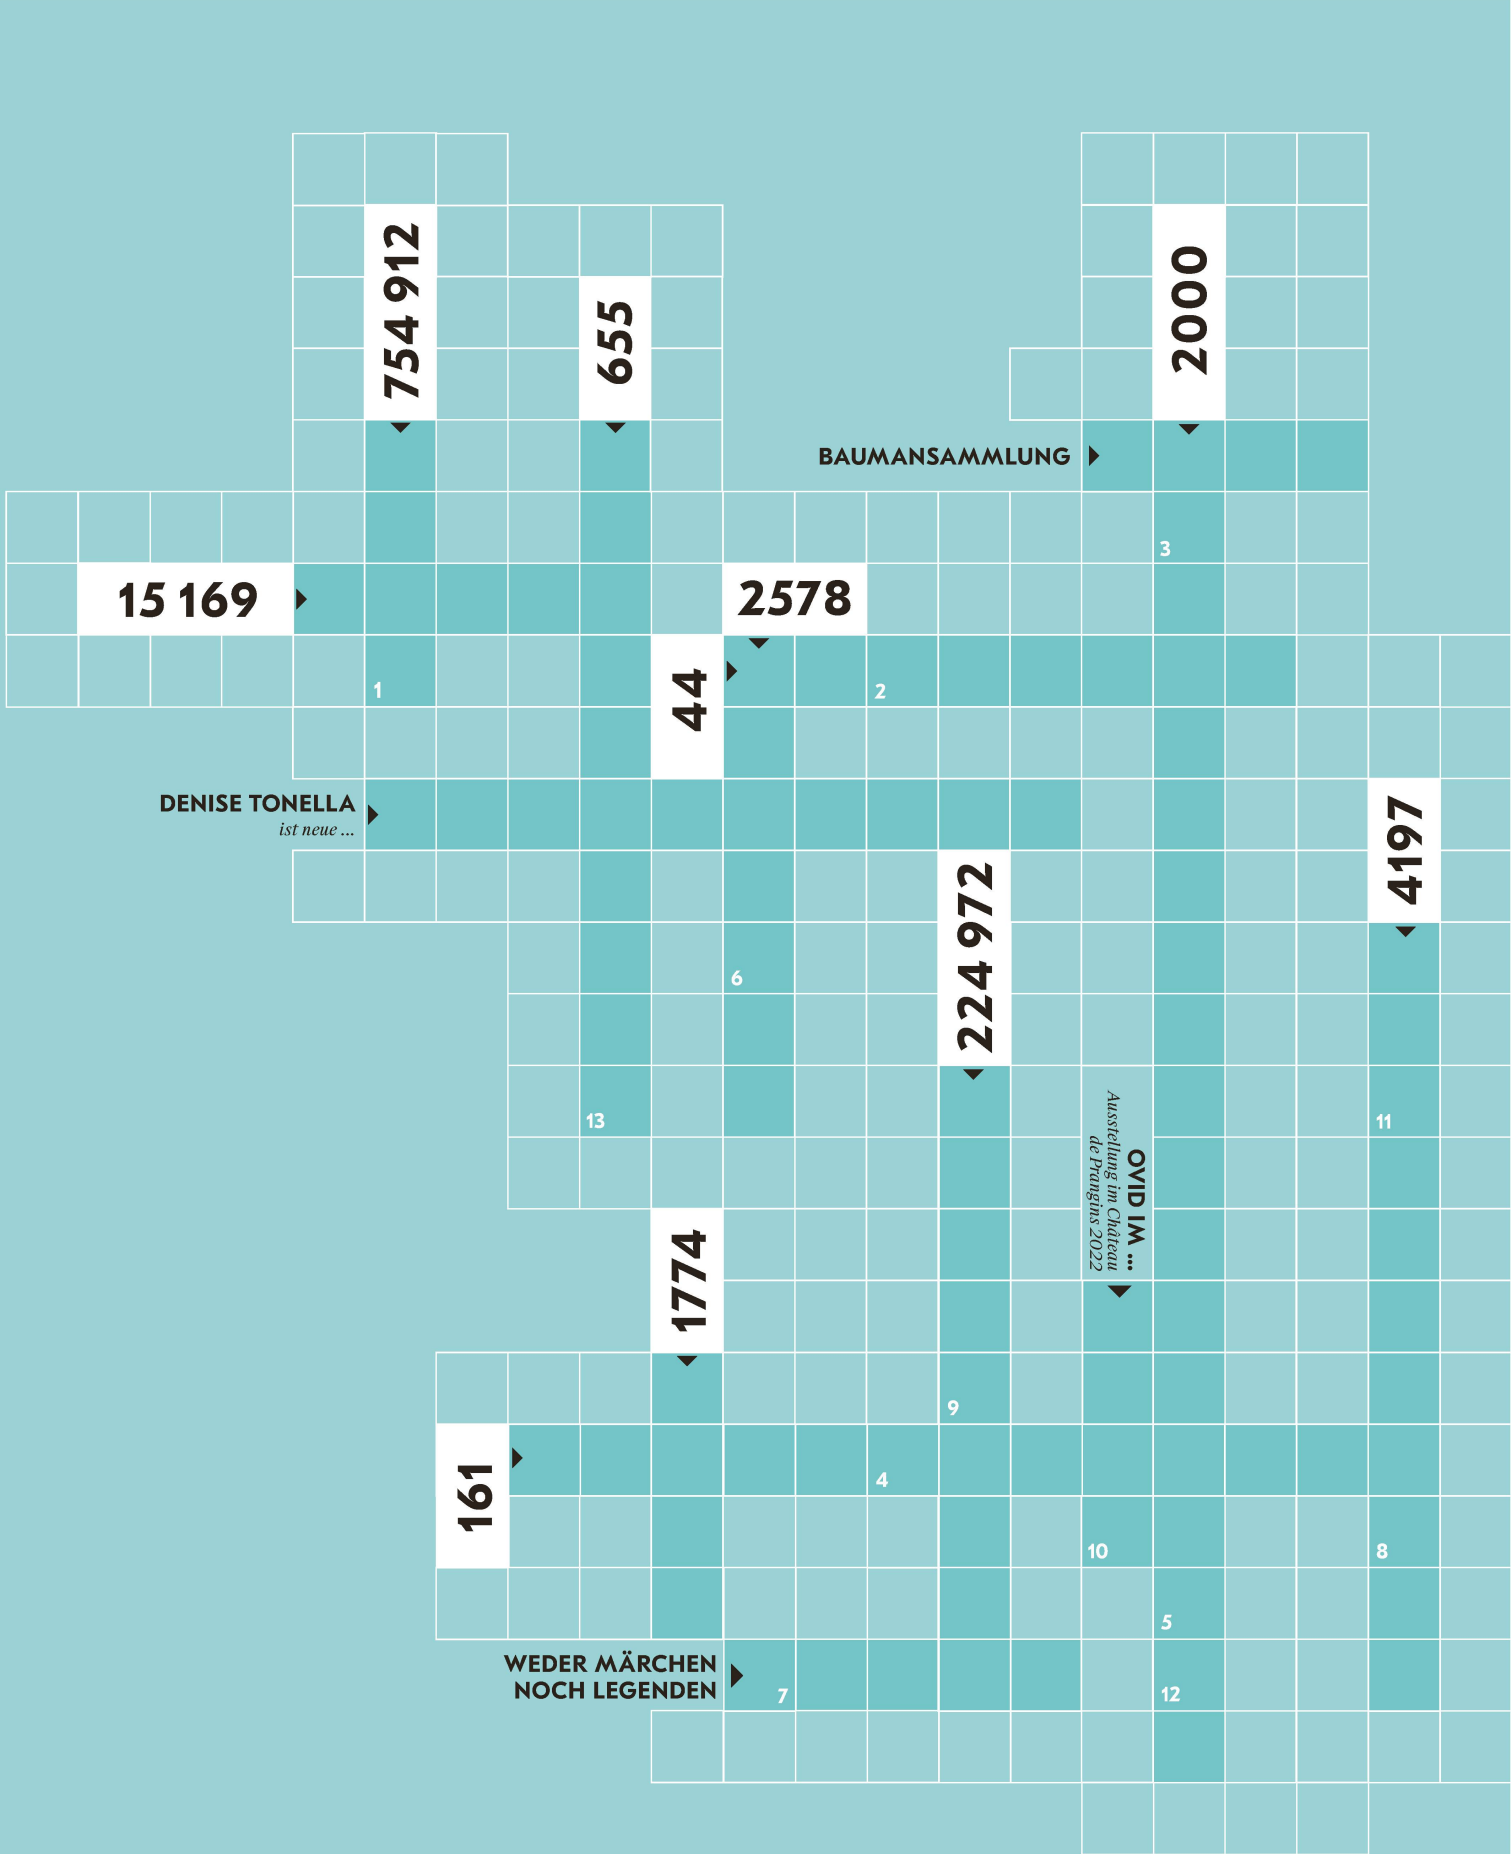 754 912
655
2000
BAUMANSAMMLUNG
3
15 169
2578
44
1
2
DENISE TONELLA
ist neue ...
4197
224 972
6
13
11
OVID IM ...
Ausstellung im Château
de Prangins 2022
1774
9
161
4
10
8
5
WEDER MÄRCHEN
NOCH LEGENDEN
7
12